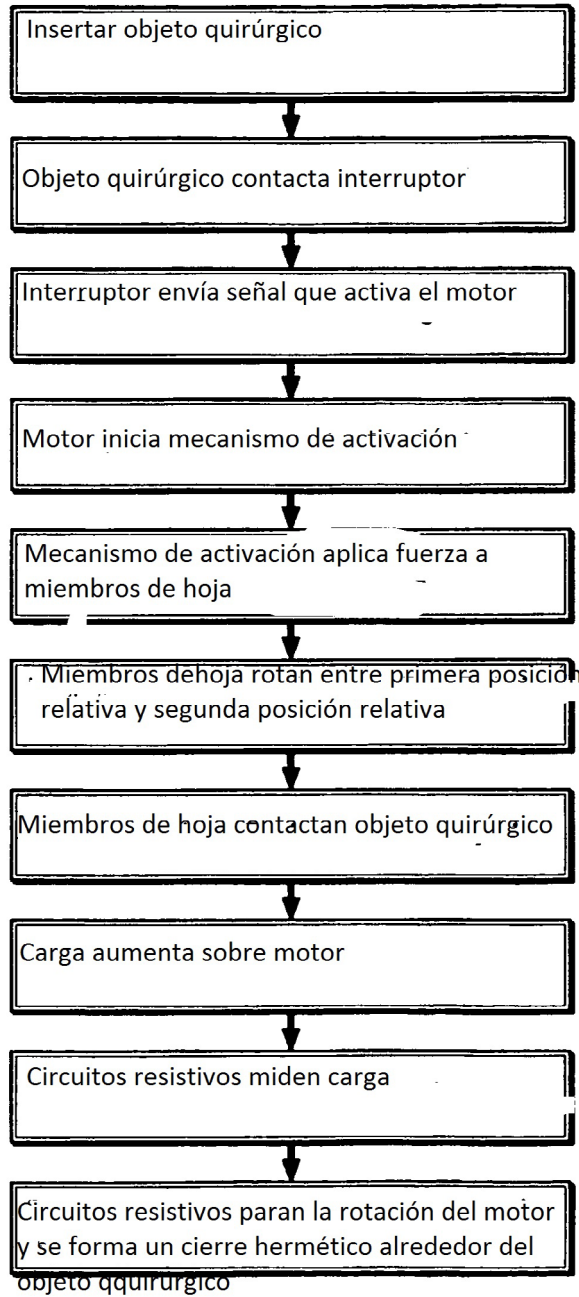 Insertar objeto quirúrgico
Objeto quirúrgico contacta interruptor
Interruptor envía señal que activa el motor
Motor inicia mecanismo de activación
Mecanismo de activación aplica fuerza a
miembros de hoja
Miembros dehoja rotan entre primera posición
relativa y segunda posición relativa
Miembros de hoja contactan objeto quirúrgico
Carga aumenta sobre motor
Circuitos resistivos miden carga
Circuitos resistivos paran la rotación del motor
y se forma un cierre hermético alrededor del
objeto qquirúrgico